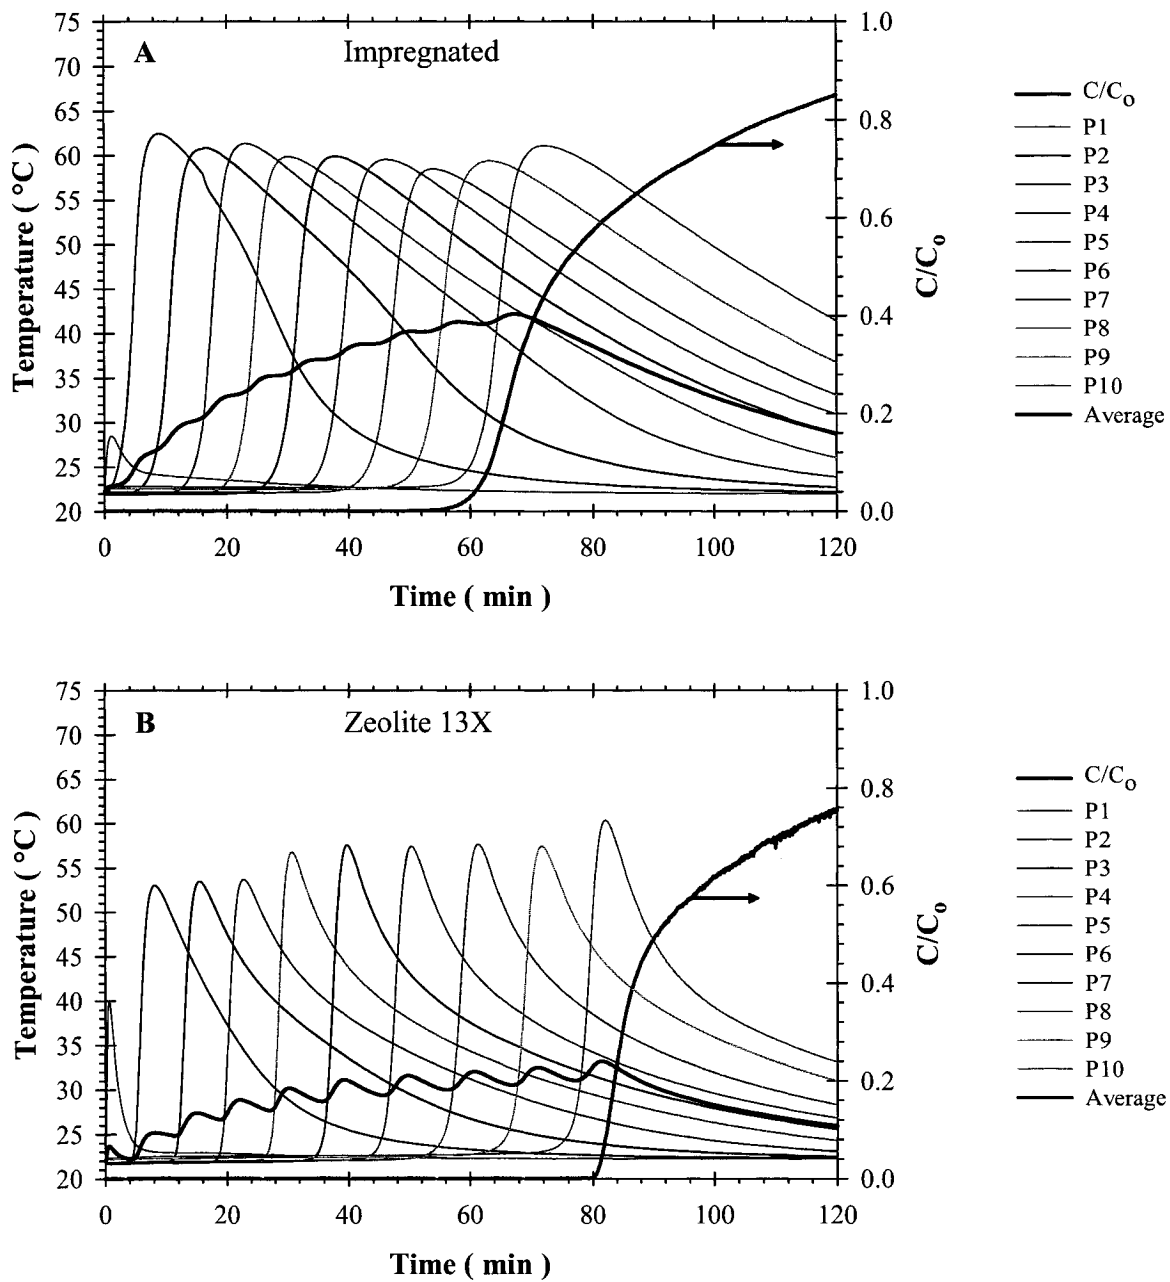 A Impregnated
75
70
65
60
55
50
45
40
35
30
25
20
Temperature ( °C )
0 20 40 60 80 100 120
Time ( min )
1.0
0.8
0.6
0.4
0.2
0.0
C/Co
C/Co
P1
P2
P3
P4
P5
P6
P7
P8
P9
P10
Average
B Zeolite 13X
75
70
65
60
55
50
45
40
35
30
25
20
Temperature ( °C )
0 20 40 60 80 100 120
Time ( min )
1.0
0.8
0.6
0.4
0.2
0.0
C/Co
C/Co
P1
P2
P3
P4
P5
P6
P7
P8
P9
P10
Average